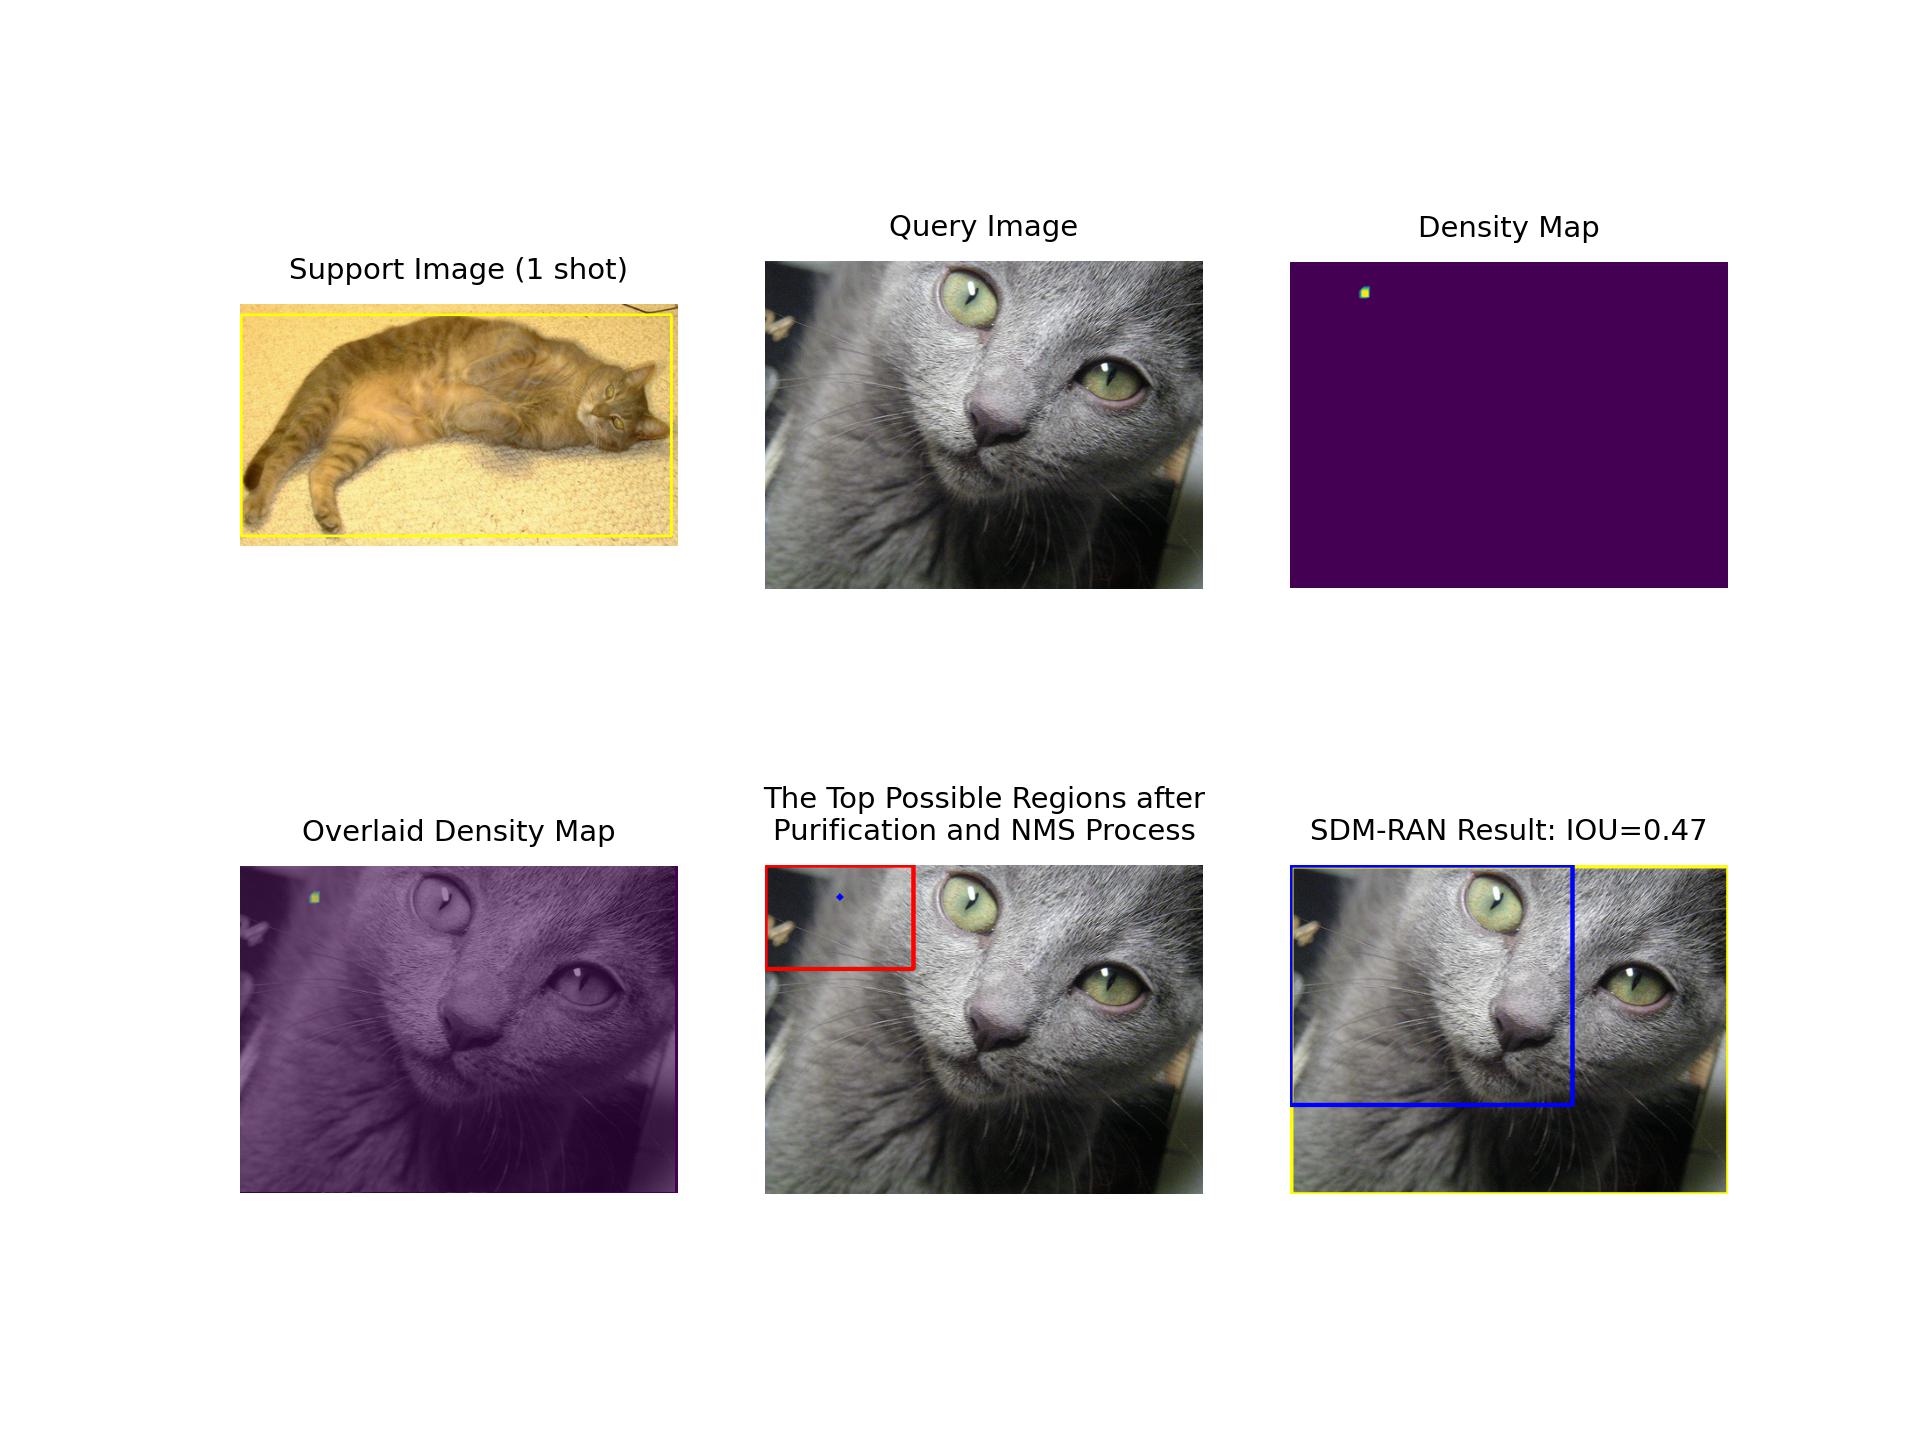 Support Image (1 shot)
Query Image
Density Map
Overlaid Density Map
The Top Possible Regions after
Purification and NMS Process
SDM-RAN Result: IOU=0.47